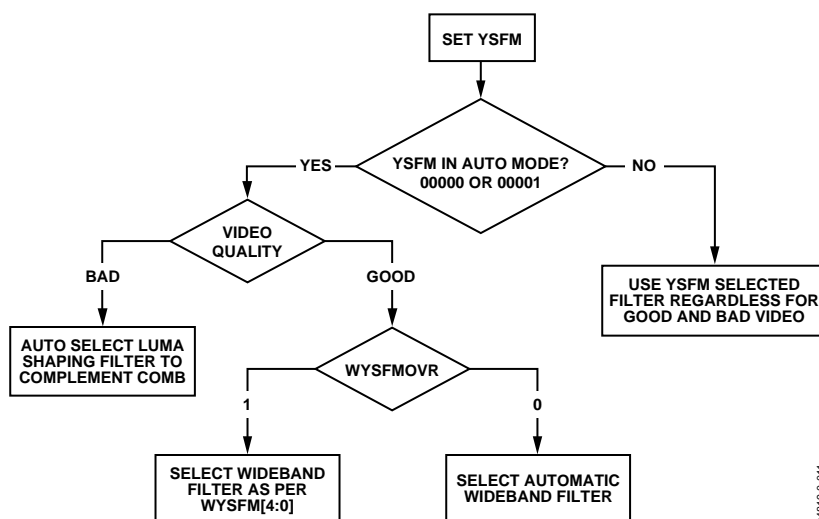 SET YSFM
YSFM IN AUTO MODE?
00000 OR 00001
YES
NO
VIDEO
QUALITY
BAD
GOOD
USE YSFM SELECTED
FILTER REGARDLESS FOR
GOOD AND BAD VIDEO
AUTO SELECT LUMA
SHAPING FILTER TO
COMPLEMENT COMB
WYSFMOVR
1
0
SELECT WIDEBAND
FILTER AS PER
WYSFM[4:0]
SELECT AUTOMATIC
WIDEBAND FILTER